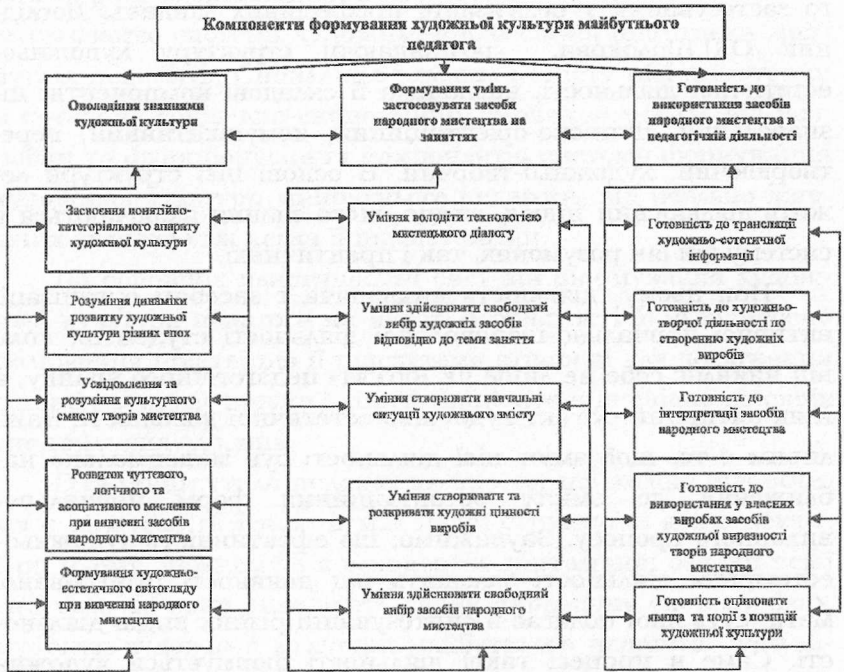 Компоненти формування художньої культури майбутнього
педагога
Оволодіння знаннями
художньої культури
Формування умінь
застосовувати засоби
народного мистецтва на
заняттях
Готовність до
використання засобів
народного мистецтва в
педагогічній діяльності
Засвоєння понятійно-
категоріального апарату
художньої культури
Розуміння динаміки
розвитку художньої
культури різних епох
Усвідомлення та
розуміння культурного
смислу творів мистецтва
Розвиток чуттєвого,
логічного та
асоціативного мислення
при вивченні засобів
народного мистецтва
Формування художньо-
естетичного світогляду
при вивченні народного
мистецтва
Уміння володіти технологією
мистецького діалогу
Уміння здійснювати свободний
вибір художніх засобів
відповідно до теми заняття
Уміння створювати навчальні
ситуації художнього змісту
Уміння створювати та
розкривати художні цінності
виробів
Уміння здійснювати свободний
вибір засобів народного
мистецтва
Готовність до трансляції
художньо-естетичної
інформації
Готовність до художньо-
творчої діяльності по
створенню художніх
виробів
Готовність до
інтерпретації засобів
народного мистецтва
Готовність до
використання у власних
виробах засобів
художньої виразності
творів народного
мистецтва
Готовність оцінювати
явища та події з позиції
художньої культури